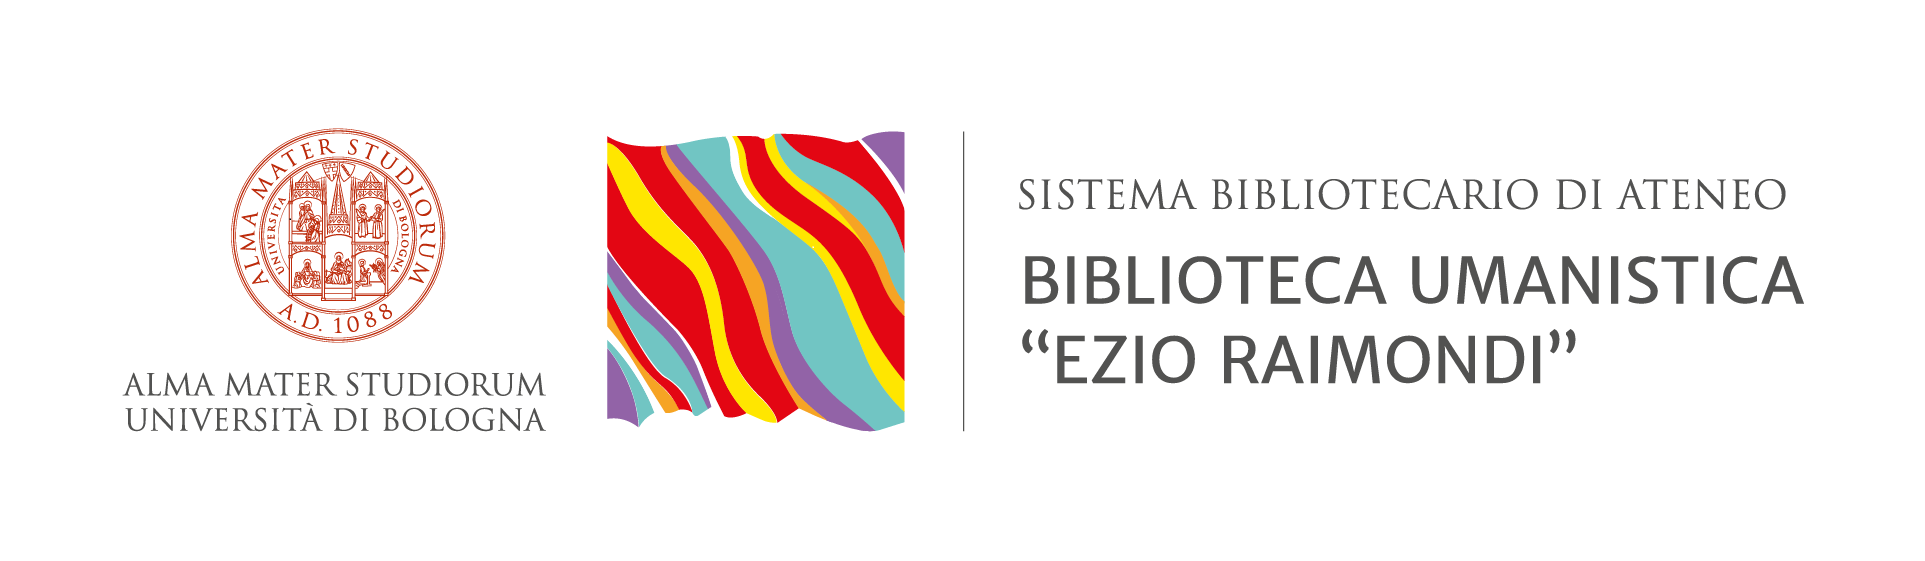 ALMA MATER STUDIORUM
UNIVERSITA DI BOLOGNA
A.D. 1088
ALMA MATER STUDIORUM
UNIVERSITÀ DI BOLOGNA
SISTEMA BIBLIOTECARIO DI ATENEO
BIBLIOTECA UMANISTICA
“EZIO RAIMONDI”